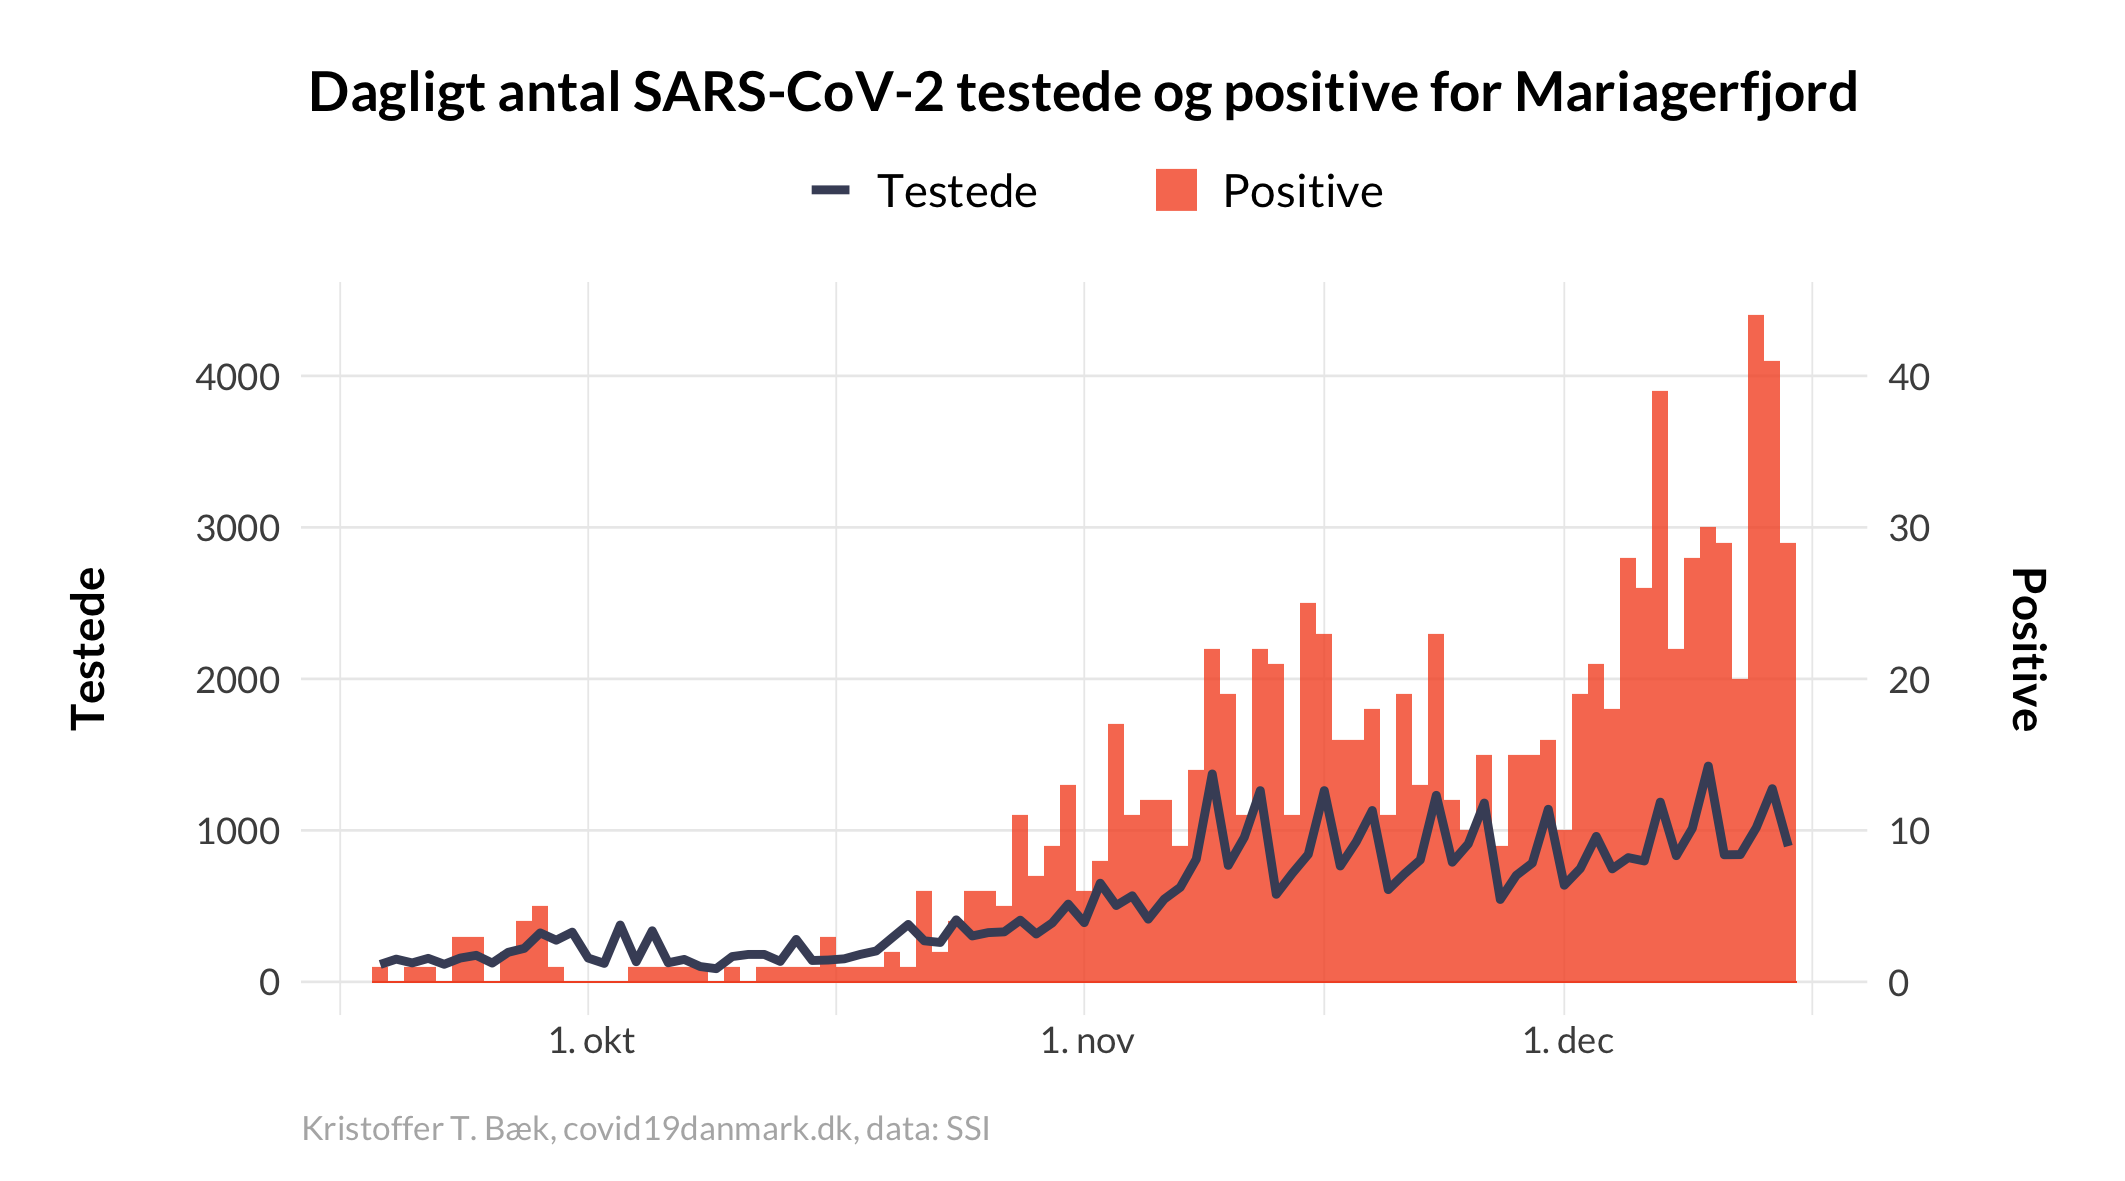 Dagligt antal SARS-CoV-2 testede og positive for Mariagerfjord
Testede
Positive
4000
3000
2000
1000
0
Testede
40
30
20
10
0
Positive
1. okt
1. nov
1. dec
Kristoffer T. Bæk, covid19danmark.dk, data: SSI